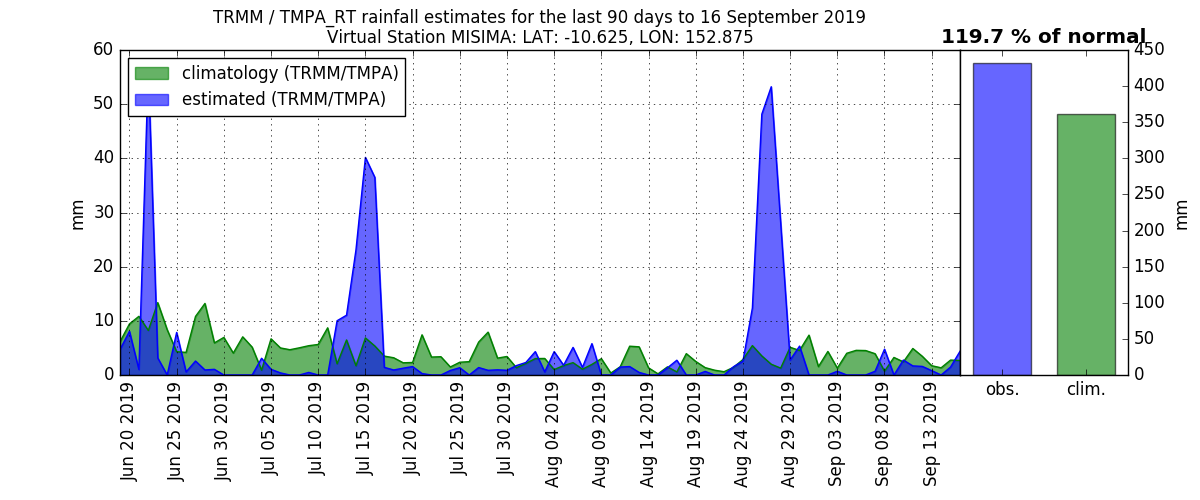 TRMM / TMPA_RT rainfall estimates for the last 90 days to 16 September 2019
Virtual Station MISIMA: LAT: -10.625, LON: 152.875
119.7 % of normal
climatology (TRMM/TMPA)
estimated (TRMM/TMPA)
60
50
40
30
20
10
0
mm
Jun 20 2019
Jun 25 2019
Jun 30 2019
Jul 05 2019
Jul 10 2019
Jul 15 2019
Jul 20 2019
Jul 25 2019
Jul 30 2019
Aug 04 2019
Aug 09 2019
Aug 14 2019
Aug 19 2019
Aug 24 2019
Aug 29 2019
Sep 03 2019
Sep 08 2019
Sep 13 2019
450
400
350
300
250
200
150
100
50
0
mm
obs.
clim.